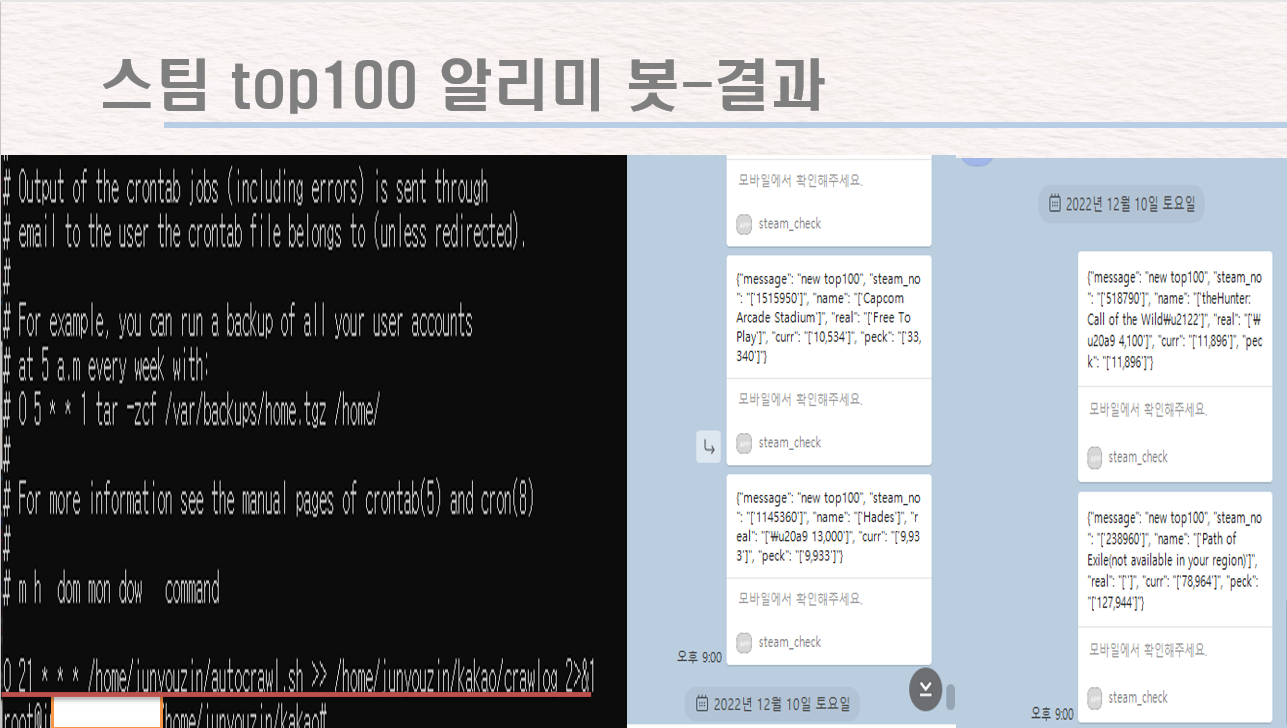 스팀 top100 알리미 봇-결과
# Output of the crontab jobs (including errors) is sent through
# email to the user the crontab file belongs to (unless redirected).
#
# For example, you can run a backup of all your user accounts
# at 5 a.m every week with:
# 0 5 * * 1 tar -zcf /var/backups/home.tgz /home/
#
# For more information see the manual pages of crontab(5) and cron(8)
#
# m h  dom mon dow   command
0 21 * * * /home/junyouzin/autocrawl.sh >> /home/junyouzin/kakao/crawlog 2>&1
/home/junyouzin/kakao#
모바일에서 확인해주세요.
steam_check
{"message": "new top100", "steam_no
": "['1515950']", "name": "['Capcom
Arcade Stadium']", "real": "['Free To
Play']", "curr": "['10,534']", "peck": "['33,
340']"}
모바일에서 확인해주세요.
steam_check
{"message": "new top100", "steam_no
": "['1145360']", "name": "['Hades']", "r
eal": "['₩u20a9 13,000']", "curr": "['9,93
3']", "peck": "['9,933']"}
모바일에서 확인해주세요.
steam_check
오후 9:00
2022년 12월 10일 토요일
2022년 12월 10일 토요일
{"message": "new top100", "steam_no
": "['518790']", "name": "['theHunter:
Call of the Wild₩u2122']", "real": "['₩
u20a9 4,100']", "curr": "['11,896']", "pec
k": "['11,896']"}
모바일에서 확인해주세요.
steam_check
{"message": "new top100", "steam_no
": "['238960']", "name": "['Path of
Exile(not available in your region)']",
"real": "['']", "curr": "['78,964']", "peck":
"['127,944']"}
모바일에서 확인해주세요.
steam_check
오후 9:00